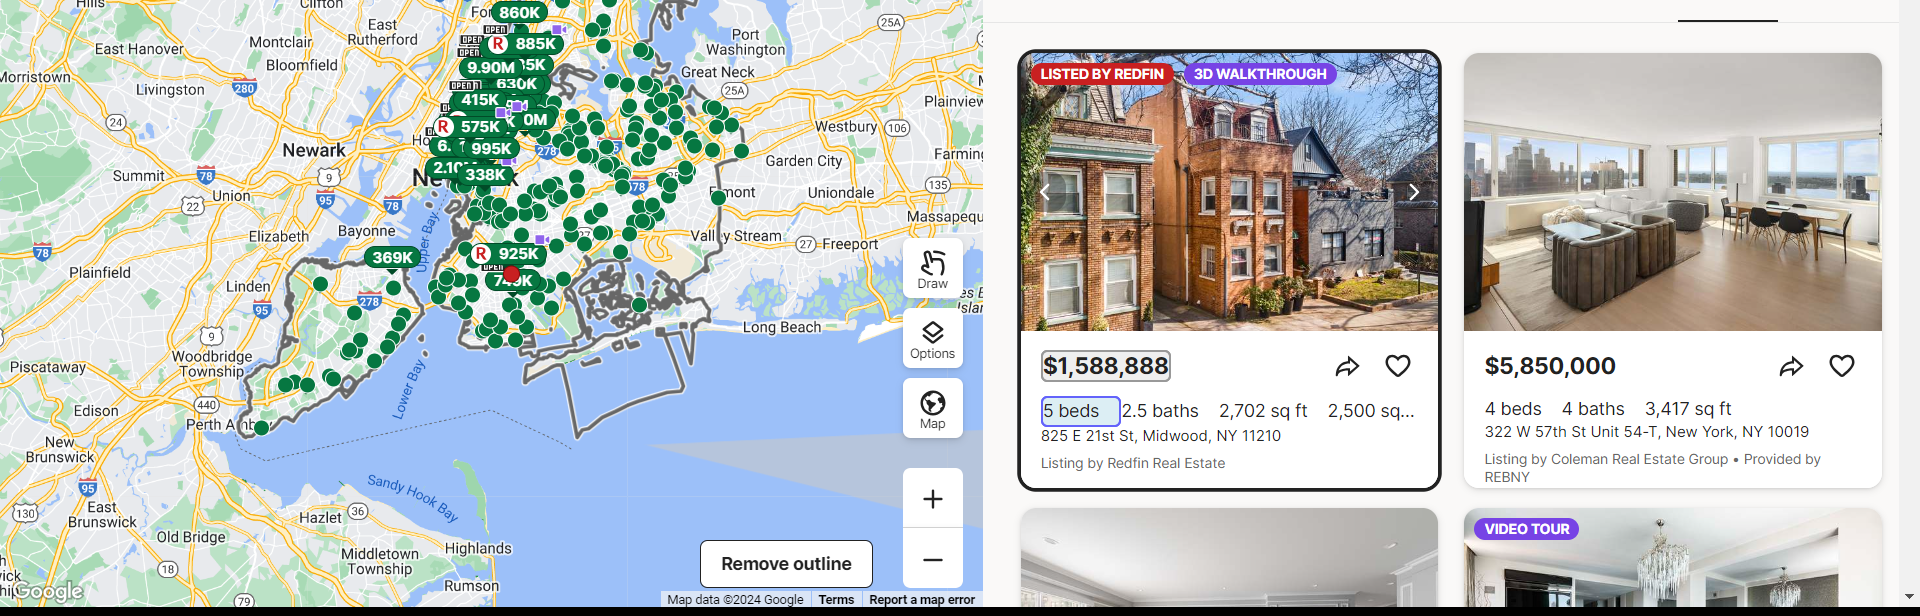 Hills
Clifton
Port
Washington
East Hanover
Montclair
East
Rutherford
Bloomfield
Great Neck
Morristown
Livingston
280
25A
25A
24
Plainview
Westbury
106
Newark
Garden City
Farming
Summit
78
9
95
Union
22
78
135
Uniondale
Elmont
Massapequ
Bayonne
Elizabeth
Upper Bay
Valley Stream
27
Freeport
78
Plainfield
Linden
95
278
278
Long Beach
9
Woodbridge
Township
Piscataway
Edison
440
Perth Amboy
Lower Bay
New
Brunswick
95
130
East
Brunswick
Sandy Hook Bay
Hazlet
36
Old Bridge
Middletown
Township
Highlands
18
Rumson
79
Google
860K
OPEN
R 885K
9.90M
630K
415K
0M
R 575K
995K
338K
369K
R 925K
OPEN
749K
Draw
Options
Map
+
−
Remove outline
Map data ©2024 Google
Terms
Report a map error
LISTED BY REDFIN
3D WALKTHROUGH
$1,588,888
5 beds 2.5 baths 2,702 sq ft 2,500 sq...
825 E 21st St, Midwood, NY 11210
Listing by Redfin Real Estate
$5,850,000
4 beds 4 baths 3,417 sq ft
322 W 57th St Unit 54-T, New York, NY 10019
Listing by Coleman Real Estate Group • Provided by
REBNY
VIDEO TOUR